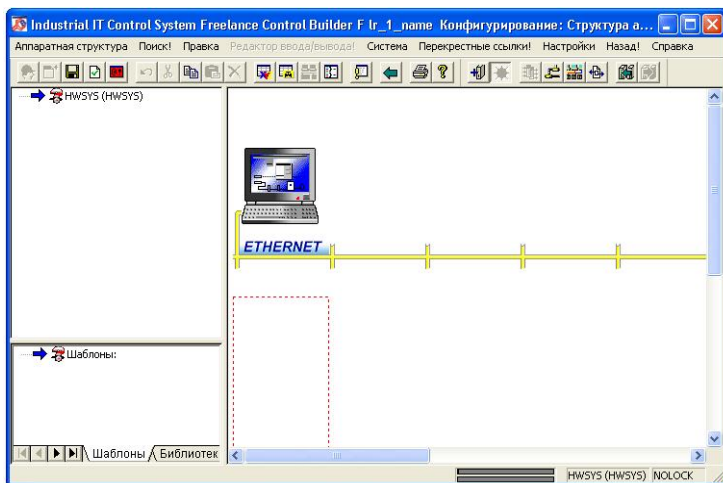 Industrial IT Control System Freelance Control Builder F lr_1_name Конфигурирование: Структура а...
Аппаратная структура Поиск! Правка Редактор ввода/вывода! Система Перекрестные ссылки! Настройки Назад! Справка
HWSYS (HWSYS)
ETHERNET
Шаблоны:
Шаблоны Библиотек
HWSYS (HWSYS) NOLOCK